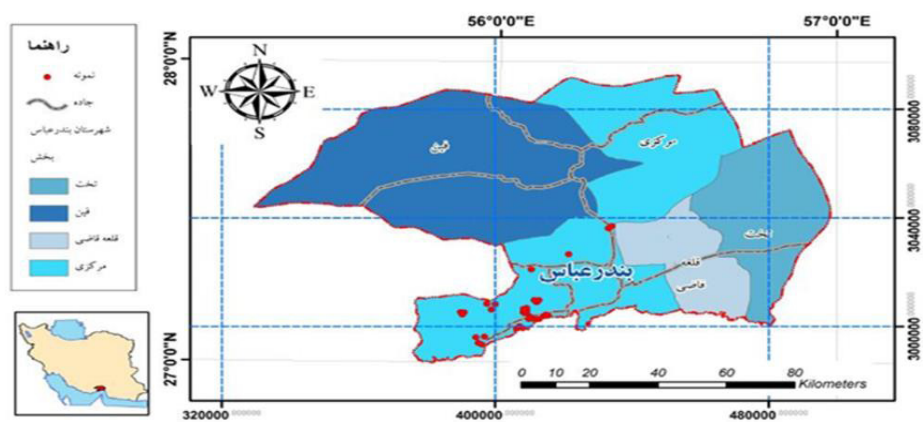 راهنما
نمونه
جاده
شهرستان بندرعباس
بخش
تخت
فین
قلعه قاضی
مرکزی
56°0'0"E
57°0'0"E
28°0'0"N
27°0'0"N
N
W
E
S
فین
مرکزی
تخت
قلعه
قاضی
بندرعباس
3080000
3040000
3000000
0 10 20 40 60 80
Kilometers
320000
400000
480000